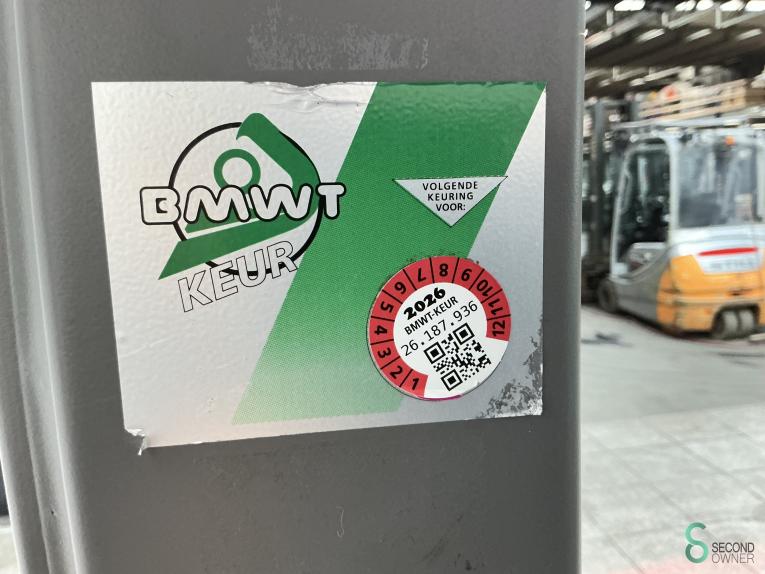 BMWT
KEUR
VOLGENDE
KEURING
VOOR:
1 2 3 4 5 6 7 8 9 10 11 12
2026
BMWT-KEUR
26.187.936
STILL
SECOND
OWNER